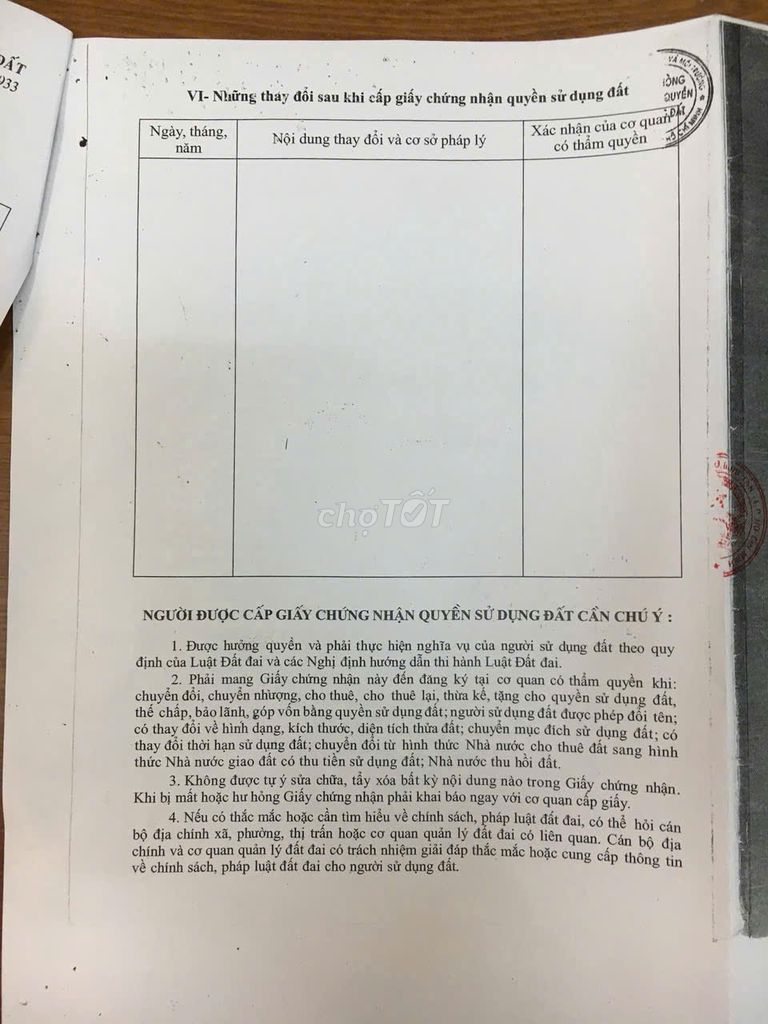 ĐẤT
933
VI- Những thay đổi sau khi cấp giấy chứng nhận quyền sử dụng đất
Ngày, tháng, năm
Nội dung thay đổi và cơ sở pháp lý
Xác nhận của cơ quan có thẩm quyền
VÀ MÔI TRƯỜNG
QUYỀN
ĐẤT
chợTỐT
NGƯỜI ĐƯỢC CẤP GIẤY CHỨNG NHẬN QUYỀN SỬ DỤNG ĐẤT CẦN CHÚ Ý :
1. Được hưởng quyền và phải thực hiện nghĩa vụ của người sử dụng đất theo quy
định của Luật Đất đai và các Nghị định hướng dẫn thi hành Luật Đất đai.
2. Phải mang Giấy chứng nhận này đến đăng ký tại cơ quan có thẩm quyền khi:
chuyển đổi, chuyển nhượng, cho thuê, cho thuê lại, thừa kế, tặng cho quyền sử dụng đất,
thế chấp, bảo lãnh, góp vốn bằng quyền sử dụng đất; người sử dụng đất được phép đổi tên;
có thay đổi về hình dạng, kích thước, diện tích thửa đất; chuyển mục đích sử dụng đất; có
thay đổi thời hạn sử dụng đất; chuyển đổi từ hình thức Nhà nước cho thuê đất sang hình
thức Nhà nước giao đất có thu tiền sử dụng đất; Nhà nước thu hồi đất.
3. Không được tự ý sửa chữa, tẩy xóa bất kỳ nội dung nào trong Giấy chứng nhận.
Khi bị mất hoặc hư hỏng Giấy chứng nhận phải khai báo ngay với cơ quan cấp giấy.
4. Nếu có thắc mắc hoặc cần tìm hiểu về chính sách, pháp luật đất đai, có thể hỏi cán
bộ địa chính xã, phường, thị trấn hoặc cơ quan quản lý đất đai có liên quan. Cán bộ địa
chính và cơ quan quản lý đất đai có trách nhiệm giải đáp thắc mắc hoặc cung cấp thông tin
về chính sách, pháp luật đất đai cho người sử dụng đất.